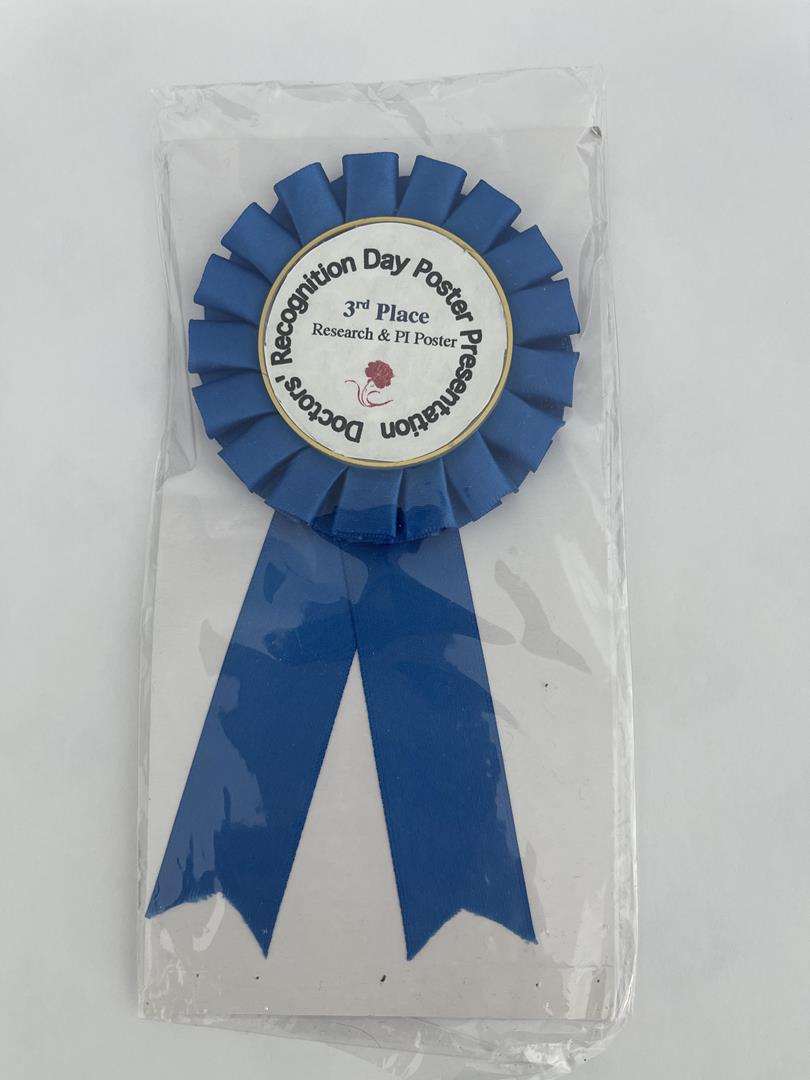 Doctors' Recognition Day Poster Presentation
3rd Place
Research & PI Poster